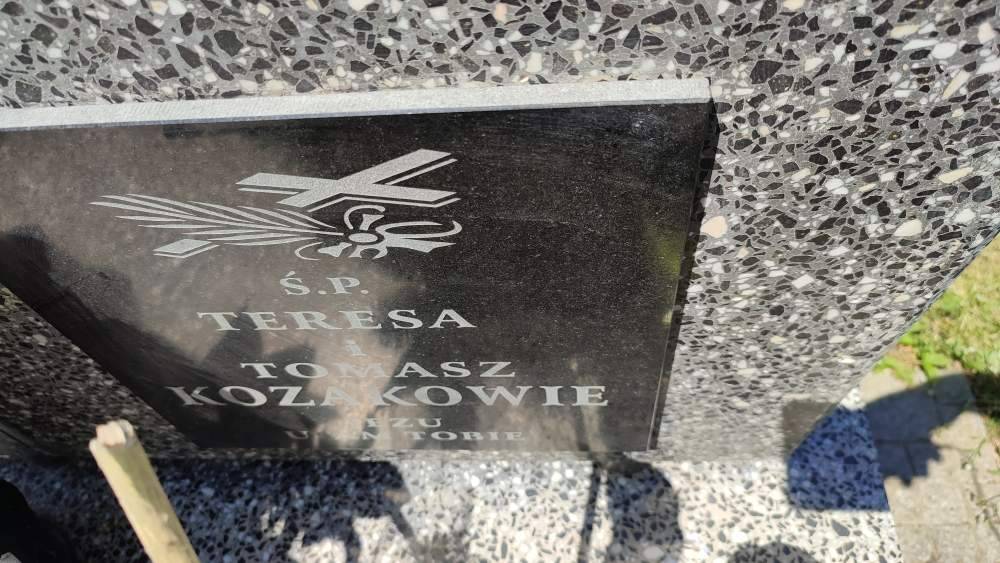 Ś.P.
TERESA
i
TOMASZ
KOZAKOWIE
TOBIE